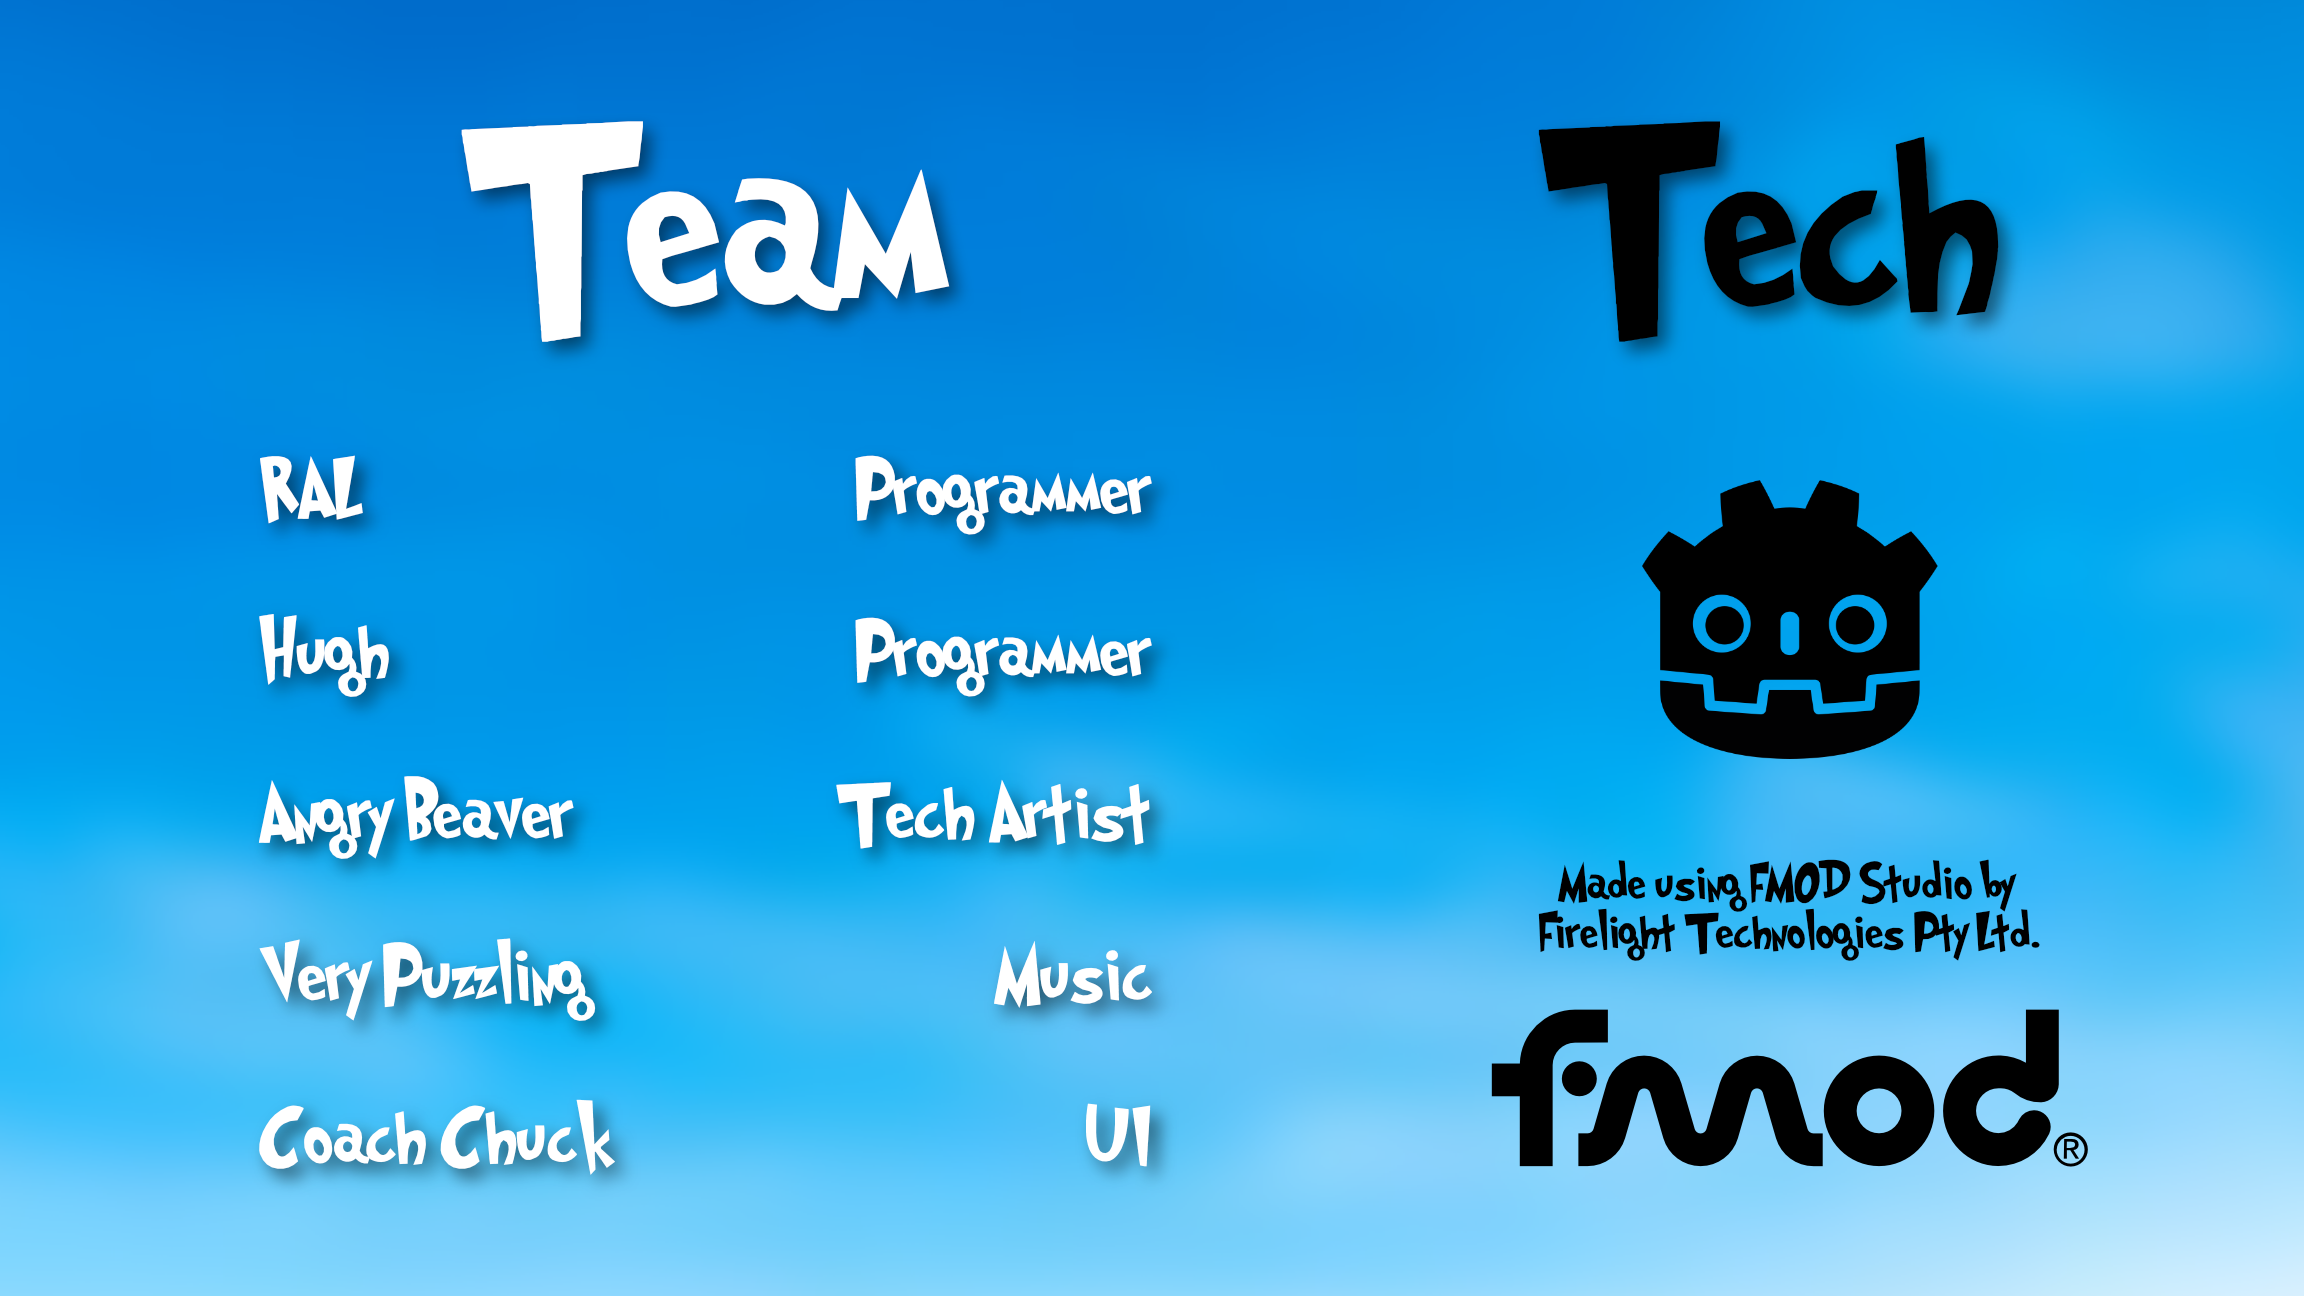 Team
RAL Programmer
Hugh Programmer
Angry Beaver Tech Artist
Very Puzzling Music
Coach Chuck UI
Tech
Made using FMOD Studio by
Firelight Technologies Pty Ltd.
fmod®